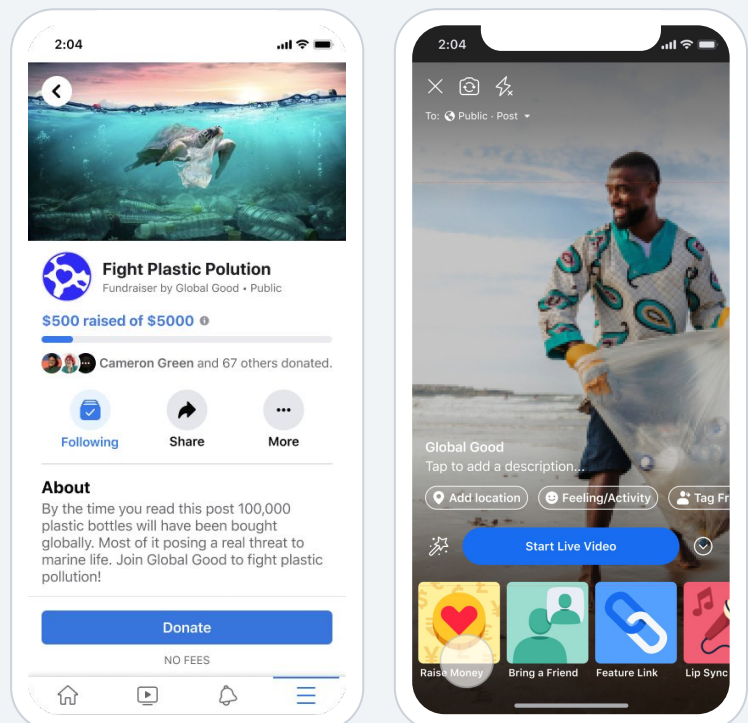 2:04
Fight Plastic Polution
Fundraiser by Global Good • Public
$500 raised of $5000
Cameron Green and 67 others donated.
Following
Share
More
About
By the time you read this post 100,000
plastic bottles will have been bought
globally. Most of it posing a real threat to
marine life. Join Global Good to fight plastic
pollution!
Donate
NO FEES
2:04
To: Public · Post
Global Good
Tap to add a description...
Add location
Feeling/Activity
Tag Fr
Start Live Video
Raise Money
Bring a Friend
Feature Link
Lip Sync